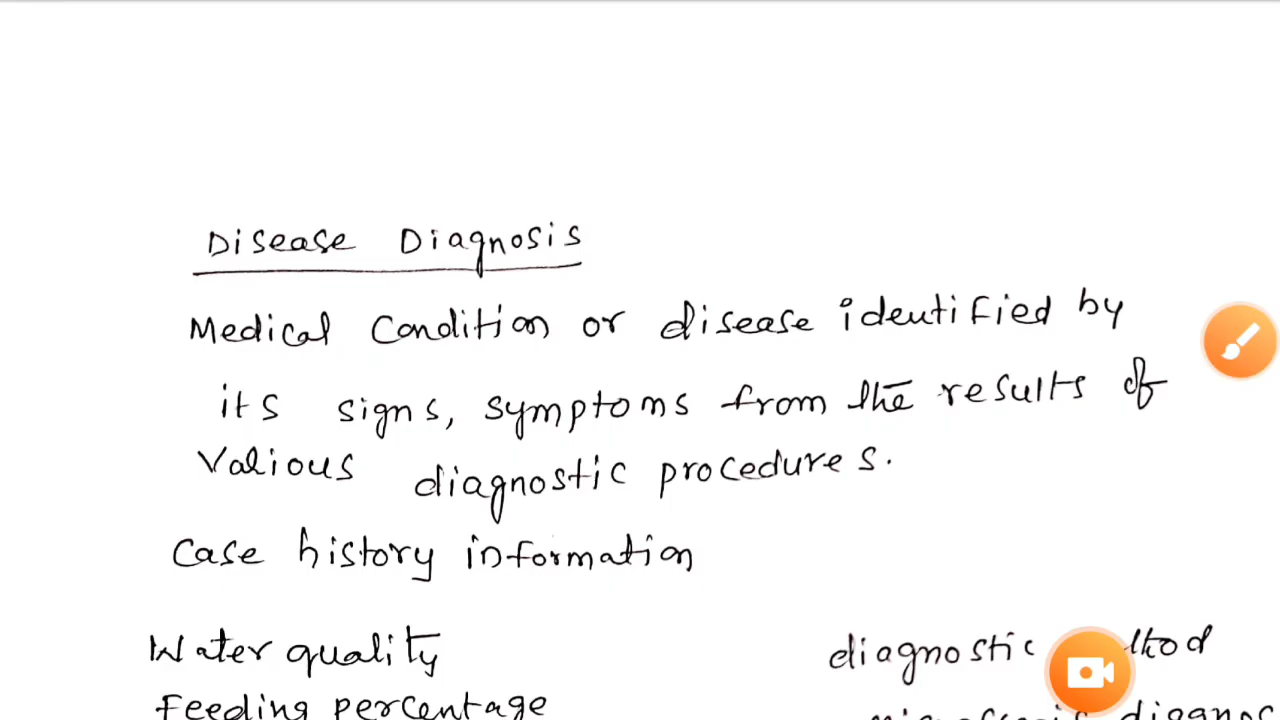 Disease Diagnosis
Medical Condition or disease identified by
its signs, symptoms from the results of
Various diagnostic procedures.
Case history information
Water quality
diagnostic
Feeding percentage